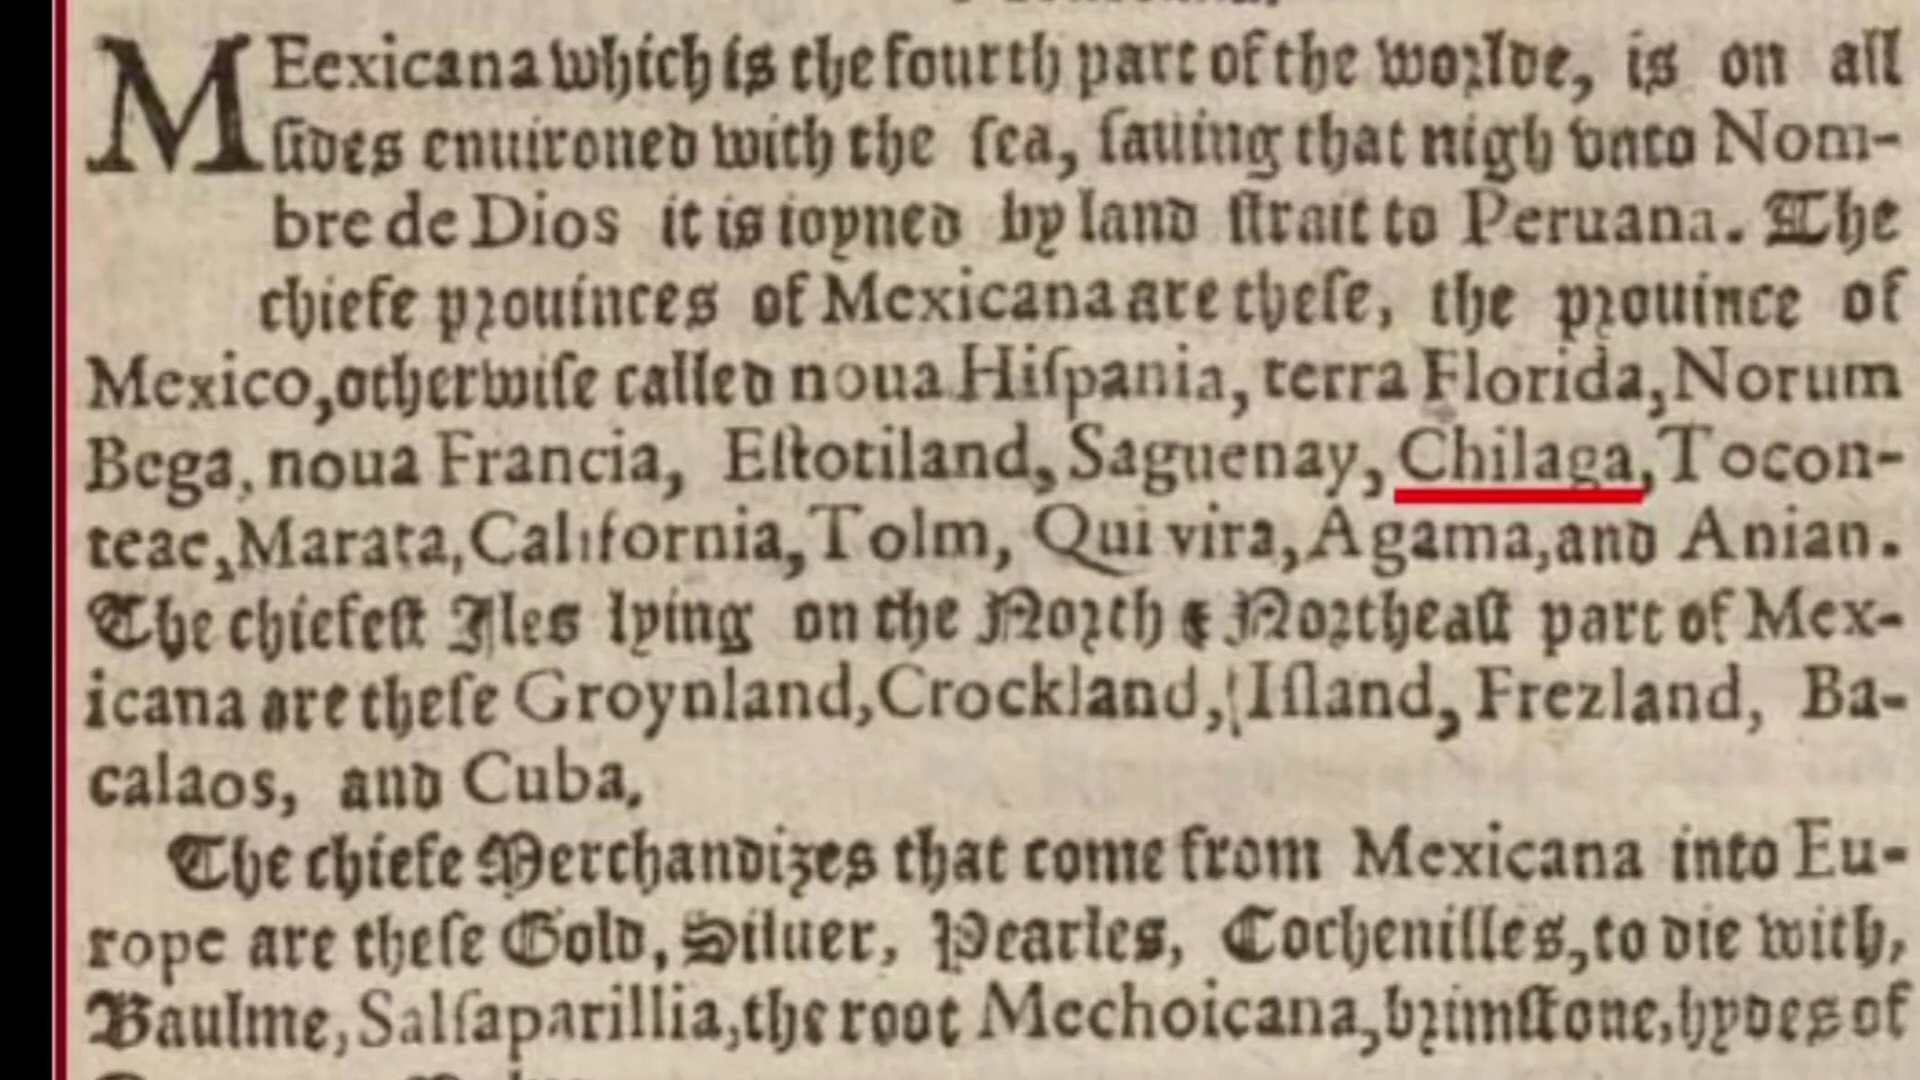 MEexicana which is the fourth part of the worlde, is on all
ſides enuironed with the ſea, ſauing that nigh vnto Nom-
bre de Dios it is ioyned by land ſtrait to Peruana. The
chiefe prouinces of Mexicana are theſe, the prouince of
Mexico, otherwiſe called noua Hiſpania, terra Florida, Norum
Bega, noua Francia, Eſtotiland, Saguenay, Chilaga, Tocon-
teac, Marata, California, Tolm, Qui vira, Agama, and Anian.
The chiefeſt Iles lying on the North & Northeaſt part of Mex-
icana are theſe Groynland, Crockland, Iſland, Frezland, Ba-
calaos, and Cuba,
The chiefe Merchandizes that come from Mexicana into Eu-
rope are theſe Gold, Siluer, Pearles, Cochenilles, to die with,
Baulme, Salſaparillia, the root Mechoicana, brimſtone, hydes of